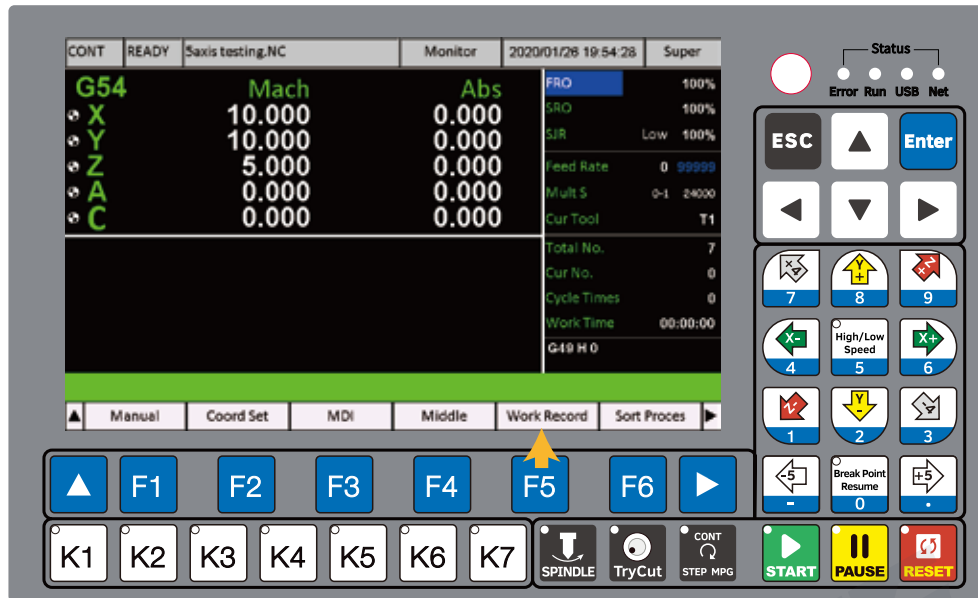 CONT READY 5axis testing.NC Monitor 2020/01/26 19:54:28 Super
G54 Mach Abs
X 10.000 0.000
Y 10.000 0.000
Z 5.000 0.000
A 0.000 0.000
C 0.000 0.000
FRO 100%
SRO 100%
SJR Low 100%
Feed Rate 0 99999
Mult S 0-1 24000
Cur Tool T1
Total No. 7
Cur No. 0
Cycle Times 0
Work Time 00:00:00
G49 H 0
Manual Coord Set MDI Middle Work Record Sort Proces
F1 F2 F3 F4 F5 F6
K1 K2 K3 K4 K5 K6 K7
SPINDLE
TryCut
CONT
STEP MPG
Status
Error Run USB Net
ESC Enter
7
Y
+
8
Z
9
X-
4
High/Low
Speed
5
X+
6
Z-
1
Y
-
2
3
-5
-
Break Point
Resume
0
+5
.
START PAUSE RESET